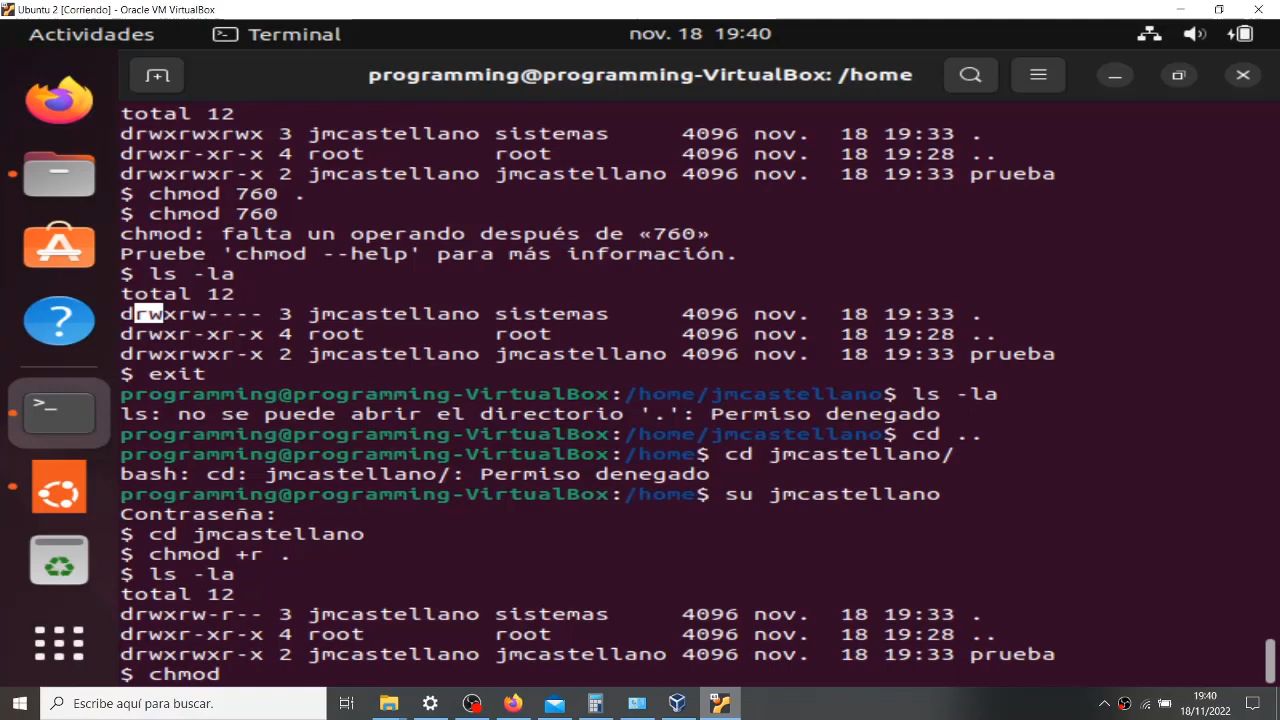 Ubuntu 2 [Corriendo] - Oracle VM VirtualBox
Actividades Terminal nov. 18 19:40
programming@programming-VirtualBox: /home
total 12
drwxrwxrwx 3 jmcastellano sistemas 4096 nov. 18 19:33 .
drwxr-xr-x 4 root root 4096 nov. 18 19:28 ..
drwxrwxr-x 2 jmcastellano jmcastellano 4096 nov. 18 19:33 prueba
$ chmod 760 .
$ chmod 760
chmod: falta un operando después de «760»
Pruebe 'chmod --help' para más información.
$ ls -la
total 12
drwxrw---- 3 jmcastellano sistemas 4096 nov. 18 19:33 .
drwxr-xr-x 4 root root 4096 nov. 18 19:28 ..
drwxrwxr-x 2 jmcastellano jmcastellano 4096 nov. 18 19:33 prueba
$ exit
programming@programming-VirtualBox:/home/jmcastellano$ ls -la
ls: no se puede abrir el directorio '.': Permiso denegado
programming@programming-VirtualBox:/home/jmcastellano$ cd ..
programming@programming-VirtualBox:/home$ cd jmcastellano/
bash: cd: jmcastellano/: Permiso denegado
programming@programming-VirtualBox:/home$ su jmcastellano
Contraseña:
$ cd jmcastellano
$ chmod +r .
$ ls -la
total 12
drwxrw-r-- 3 jmcastellano sistemas 4096 nov. 18 19:33 .
drwxr-xr-x 4 root root 4096 nov. 18 19:28 ..
drwxrwxr-x 2 jmcastellano jmcastellano 4096 nov. 18 19:33 prueba
$ chmod
Escribe aquí para buscar.
19:40
18/11/2022